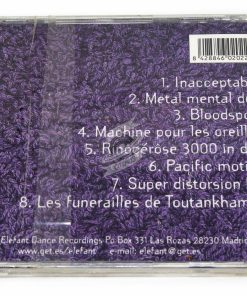 8 428846 02022
1. Inacceptab
2. Metal mental d
3. Bloodspo
4. Machine pour les oreill
5. Rinôçérôse 3000 in d
6. Pacific moti
7. Super distorsion
8. Les funerailles de Toutankham
Elefant Dance Recordings Po Box 331 Las Rozas 28230 Madri
www.get.es/elefant e-mail: elefant@get.es